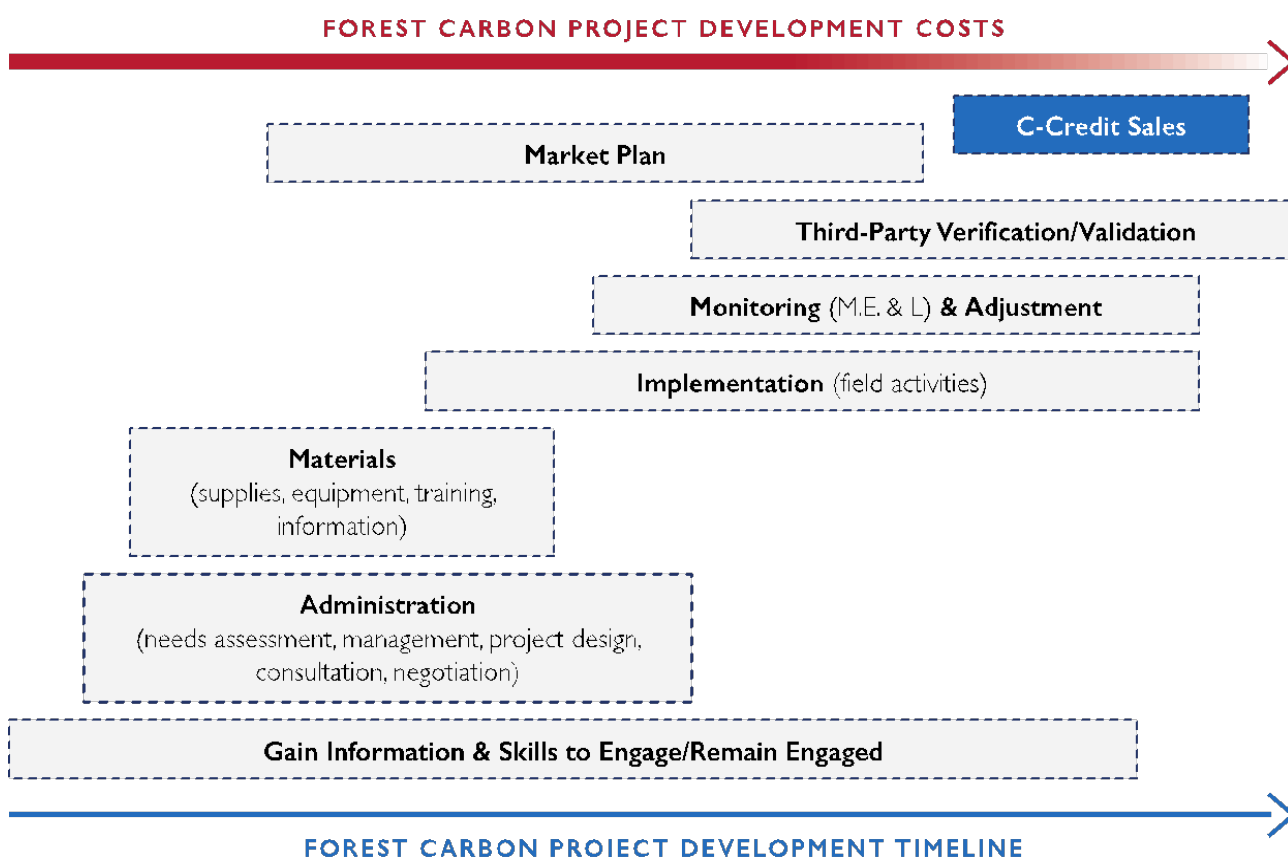 FOREST CARBON PROJECT DEVELOPMENT COSTS
C-Credit Sales
Market Plan
Third-Party Verification/Validation
Monitoring (M.E. & L) & Adjustment
Implementation (field activities)
Materials
(supplies, equipment, training,
information)
Administration
(needs assessment, management, project design,
consultation, negotiation)
Gain Information & Skills to Engage/Remain Engaged
FOREST CARBON PROJECT DEVELOPMENT TIMELINE